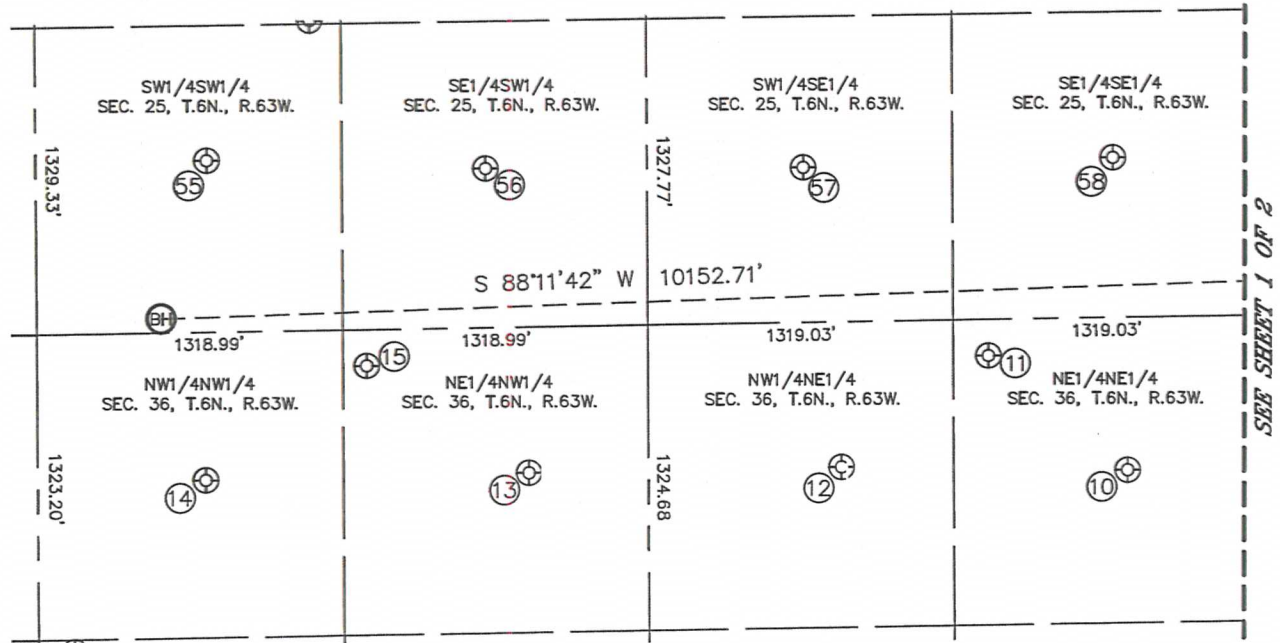 SW1/4SW1/4
SEC. 25, T.6N., R.63W.
SE1/4SW1/4
SEC. 25, T.6N., R.63W.
SW1/4SE1/4
SEC. 25, T.6N., R.63W.
SE1/4SE1/4
SEC. 25, T.6N., R.63W.
1329.33'
55
56
1327.77'
57
58
SEE SHEET 1 OF 2
S 88°11'42" W 10152.71'
BH
1318.99'
1318.99'
1319.03'
1319.03'
15
11
NW1/4NW1/4
SEC. 36, T.6N., R.63W.
NE1/4NW1/4
SEC. 36, T.6N., R.63W.
NW1/4NE1/4
SEC. 36, T.6N., R.63W.
NE1/4NE1/4
SEC. 36, T.6N., R.63W.
1323.20'
14
13
1324.68
12
10